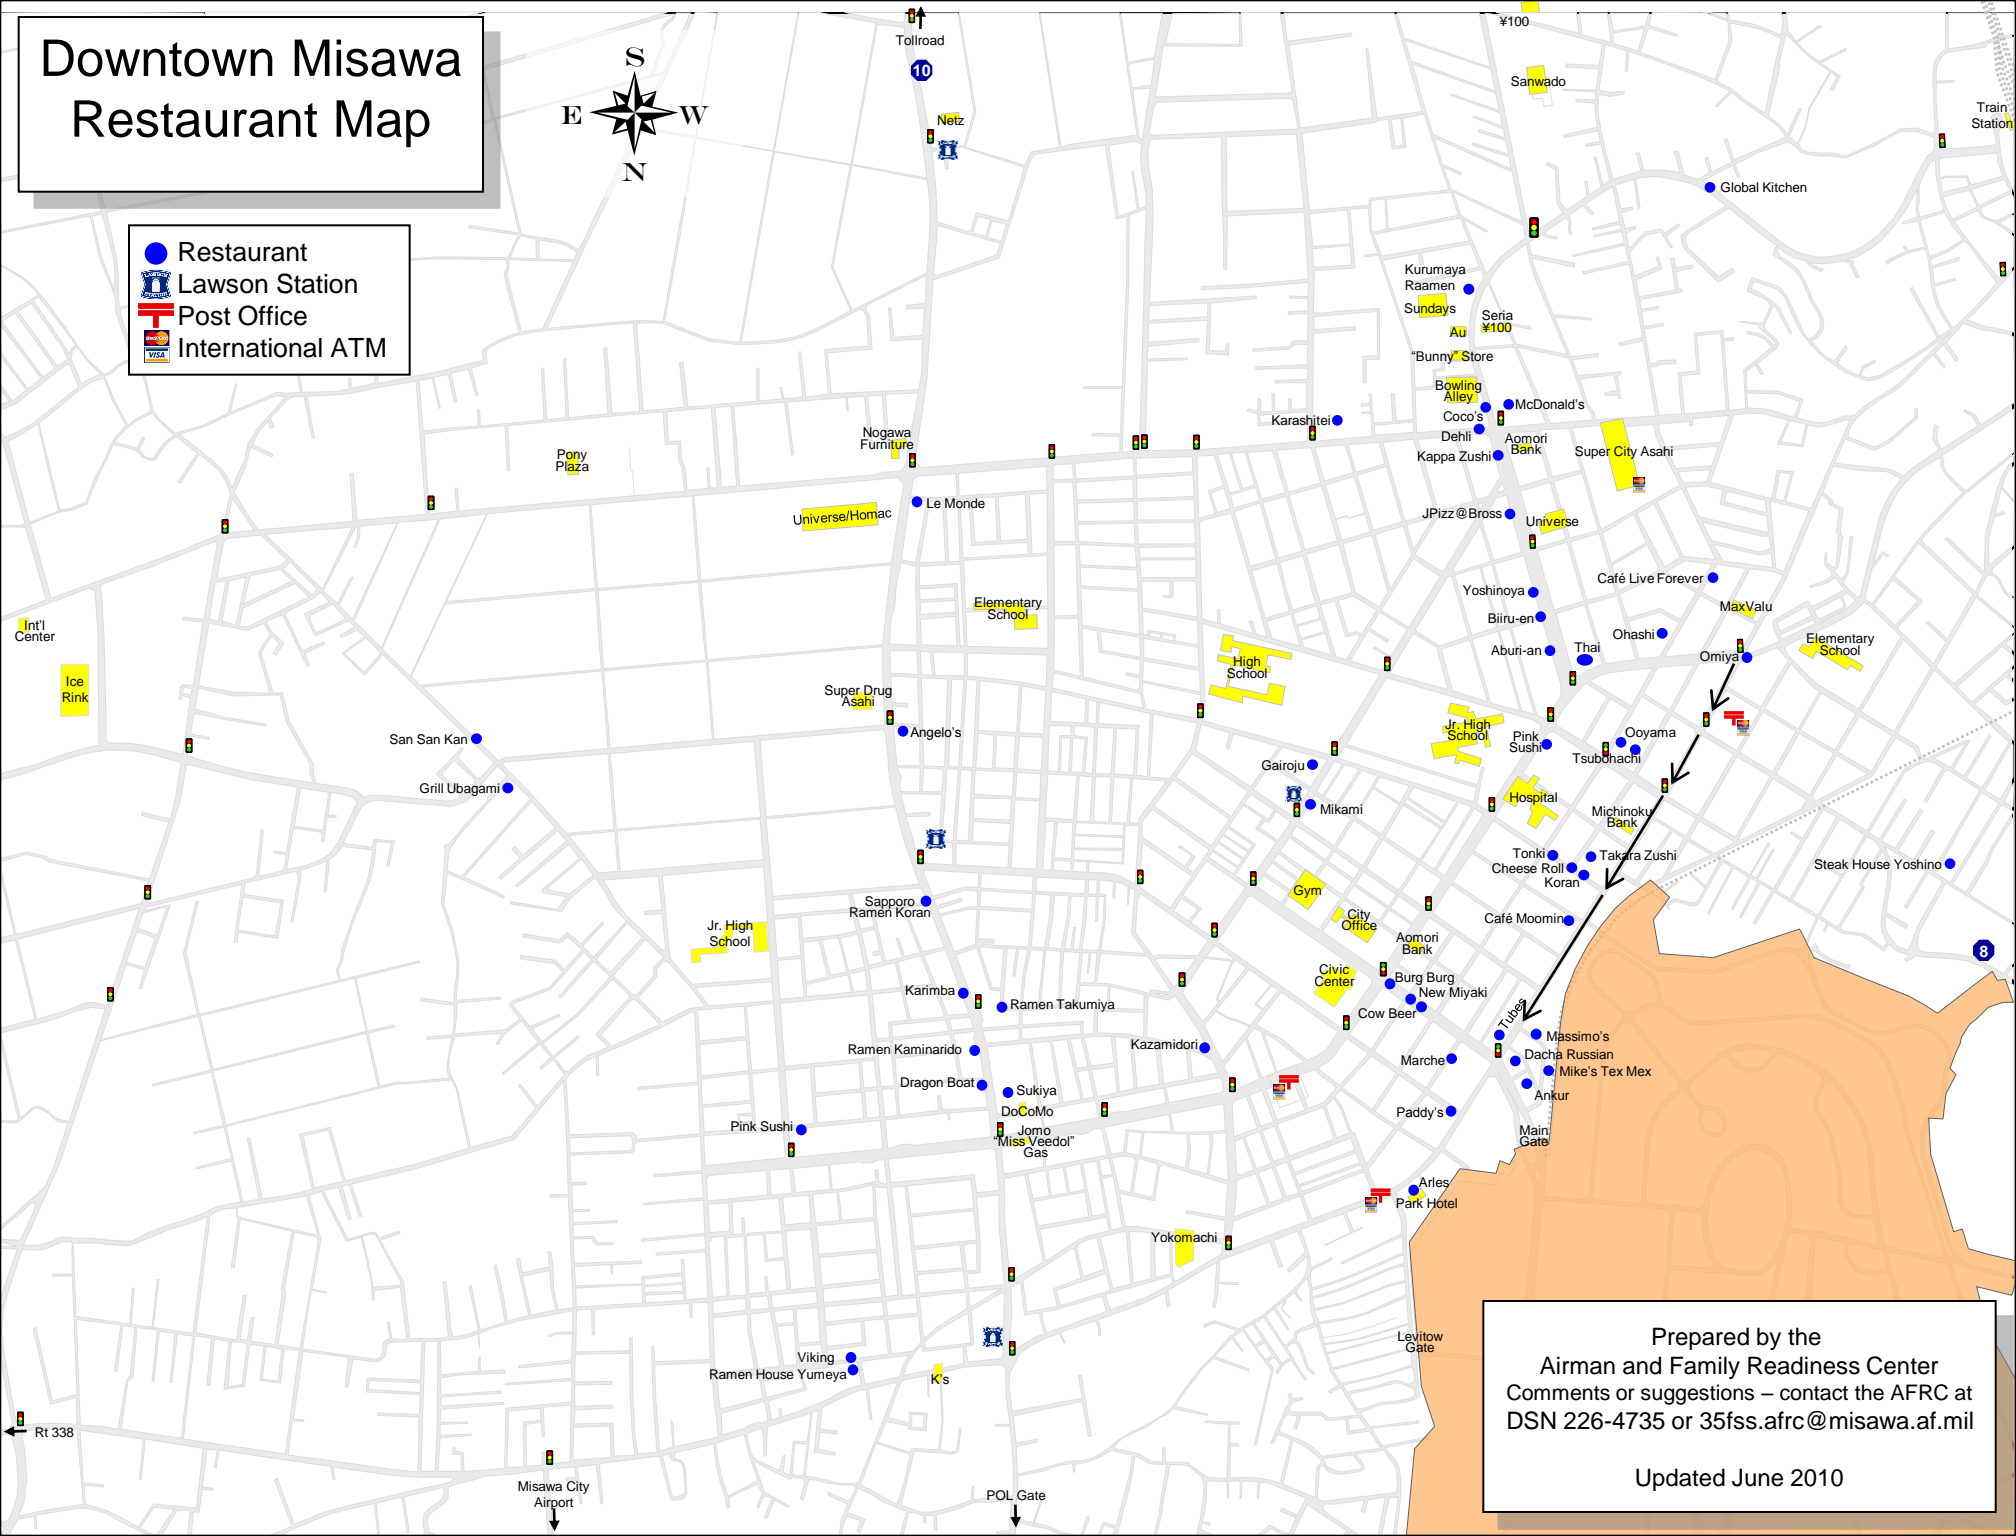 Downtown Misawa
Restaurant Map
S
E
W
N
Restaurant
Lawson Station
Post Office
International ATM
Tollroad
10
Netz
¥100
Sanwado
Train
Station
Global Kitchen
Kurumaya
Raamen
Sundays
Seria
¥100
Au
"Bunny" Store
Bowling
Alley
McDonald's
Coco's
Karashitei
Dehli
Aomori
Bank
Kappa Zushi
Super City Asahi
Nogawa
Furniture
Pony
Plaza
Le Monde
Universe/Homac
JPizz@Bross
Universe
Café Live Forever
Yoshinoya
MaxValu
Biiru-en
Elementary
School
Int'l
Center
Ohashi
Elementary
School
Aburi-an
Thai
Omiya
High
School
Ice
Rink
Super Drug
Asahi
Angelo's
San San Kan
Jr. High
School
Pink
Sushi
Ooyama
Tsubohachi
Gairoju
Grill Ubagami
Mikami
Hospital
Michinoku
Bank
Tonki
Takara Zushi
Cheese Roll
Koran
Steak House Yoshino
Gym
Sapporo
Ramen Koran
City
Office
Café Moomin
Jr. High
School
Aomori
Bank
8
Civic
Center
Burg Burg
New Miyaki
Cow Beer
Karimba
Ramen Takumiya
Tubes
Massimo's
Kazamidori
Ramen Kaminarido
Marche
Dacha Russian
Mike's Tex Mex
Dragon Boat
Sukiya
Ankur
DoCoMo
Paddy's
Pink Sushi
Jomo
"Miss Veedol"
Gas
Main
Gate
Arles
Park Hotel
Yokomachi
Levitow
Gate
Viking
Ramen House Yumeya
K's
Rt 338
Misawa City
Airport
POL Gate
Prepared by the
Airman and Family Readiness Center
Comments or suggestions – contact the AFRC at
DSN 226-4735 or 35fss.afrc@misawa.af.mil
Updated June 2010